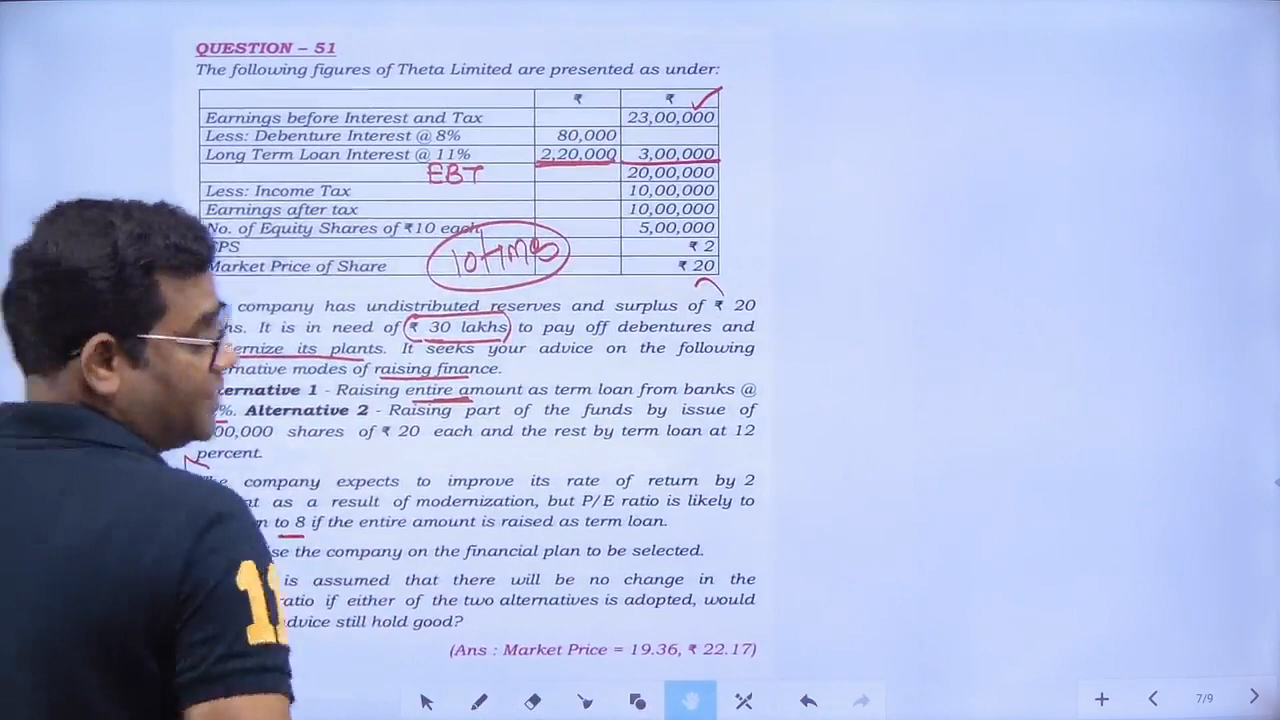 QUESTION – 51
The following figures of Theta Limited are presented as under:
₹ ₹
Earnings before Interest and Tax 23,00,000
Less: Debenture Interest @ 8% 80,000
Long Term Loan Interest @ 11% 2,20,000 3,00,000
EBT 20,00,000
Less: Income Tax 10,00,000
Earnings after tax 10,00,000
No. of Equity Shares of ₹10 each 5,00,000
₹ 2
Market Price of Share ₹ 20
10 times
company has undistributed reserves and surplus of ₹ 20
It is in need of ₹ 30 lakhs to pay off debentures and
its plants. It seeks your advice on the following
modes of raising finance.
1 - Raising entire amount as term loan from banks @
%. Alternative 2 - Raising part of the funds by issue of
shares of ₹ 20 each and the rest by term loan at 12
percent.
company expects to improve its rate of return by 2
as a result of modernization, but P/E ratio is likely to
to 8 if the entire amount is raised as term loan.
the company on the financial plan to be selected.
is assumed that there will be no change in the
if either of the two alternatives is adopted, would
still hold good?
(Ans : Market Price = 19.36, ₹ 22.17)
7/9